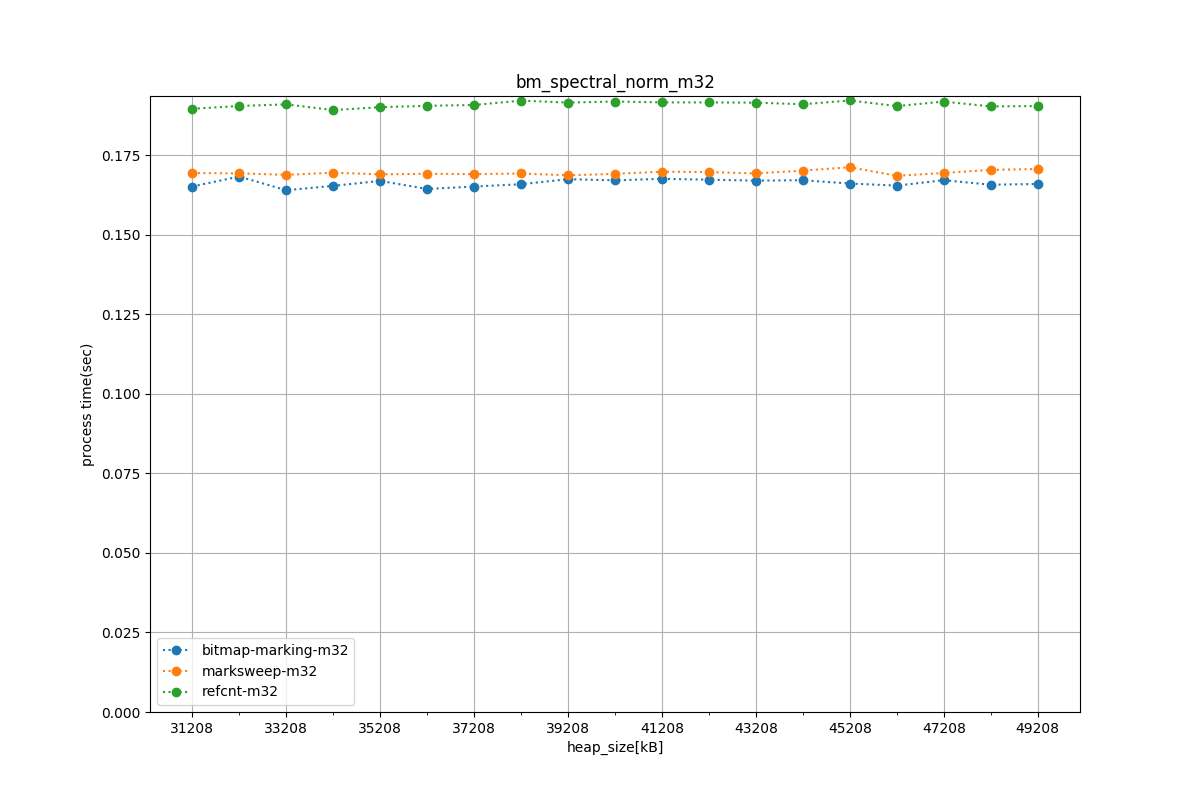 bm_spectral_norm_m32
0.175
0.150
0.125
0.100
0.075
0.050
0.025
0.000
process time(sec)
bitmap-marking-m32
marksweep-m32
refcnt-m32
31208 33208 35208 37208 39208 41208 43208 45208 47208 49208
heap_size[kB]